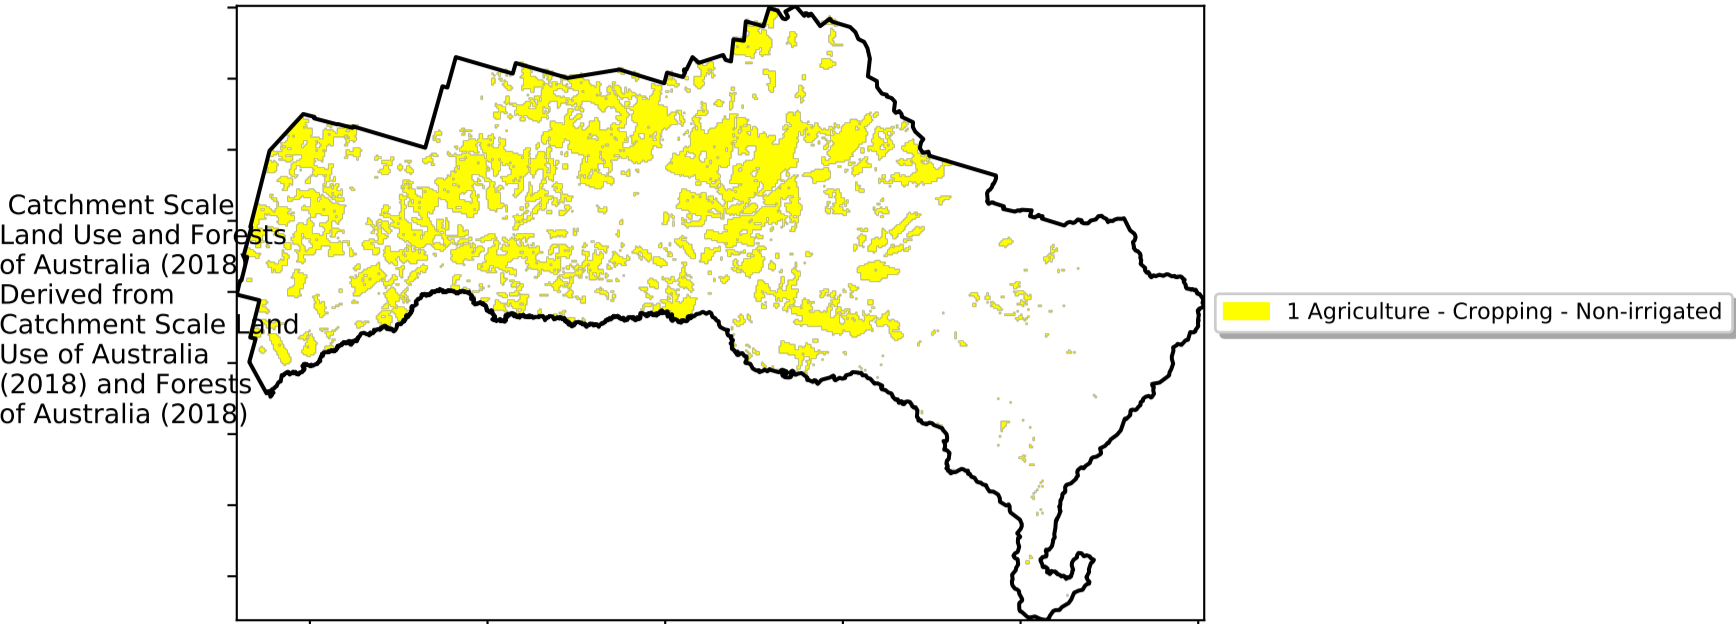 Catchment Scale
Land Use and Forests
of Australia (2018)
Derived from
Catchment Scale Land
Use of Australia
(2018) and Forests
of Australia (2018)
1 Agriculture - Cropping - Non-irrigated